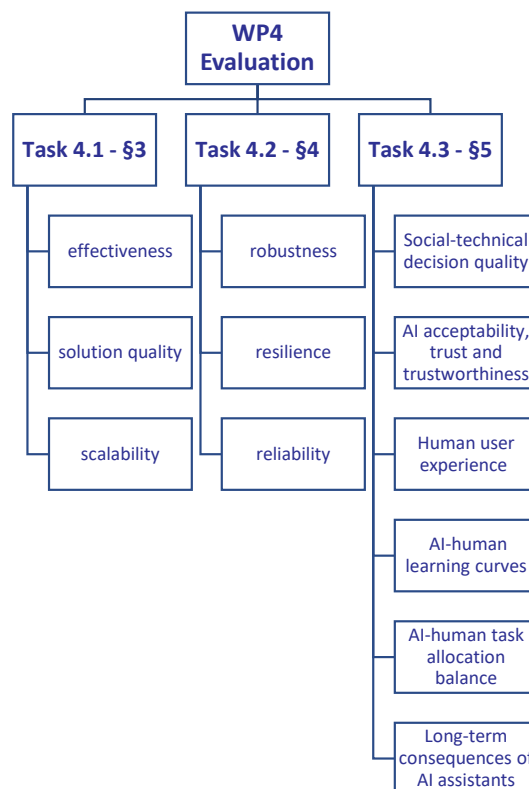 WP4
Evaluation
Task 4.1 - §3
Task 4.2 - §4
Task 4.3 - §5
effectiveness
solution quality
scalability
robustness
resilience
reliability
Social-technical
decision quality
AI acceptability,
trust and
trustworthiness
Human user
experience
AI-human
learning curves
AI-human task
allocation
balance
Long-term
consequences of
AI assistants